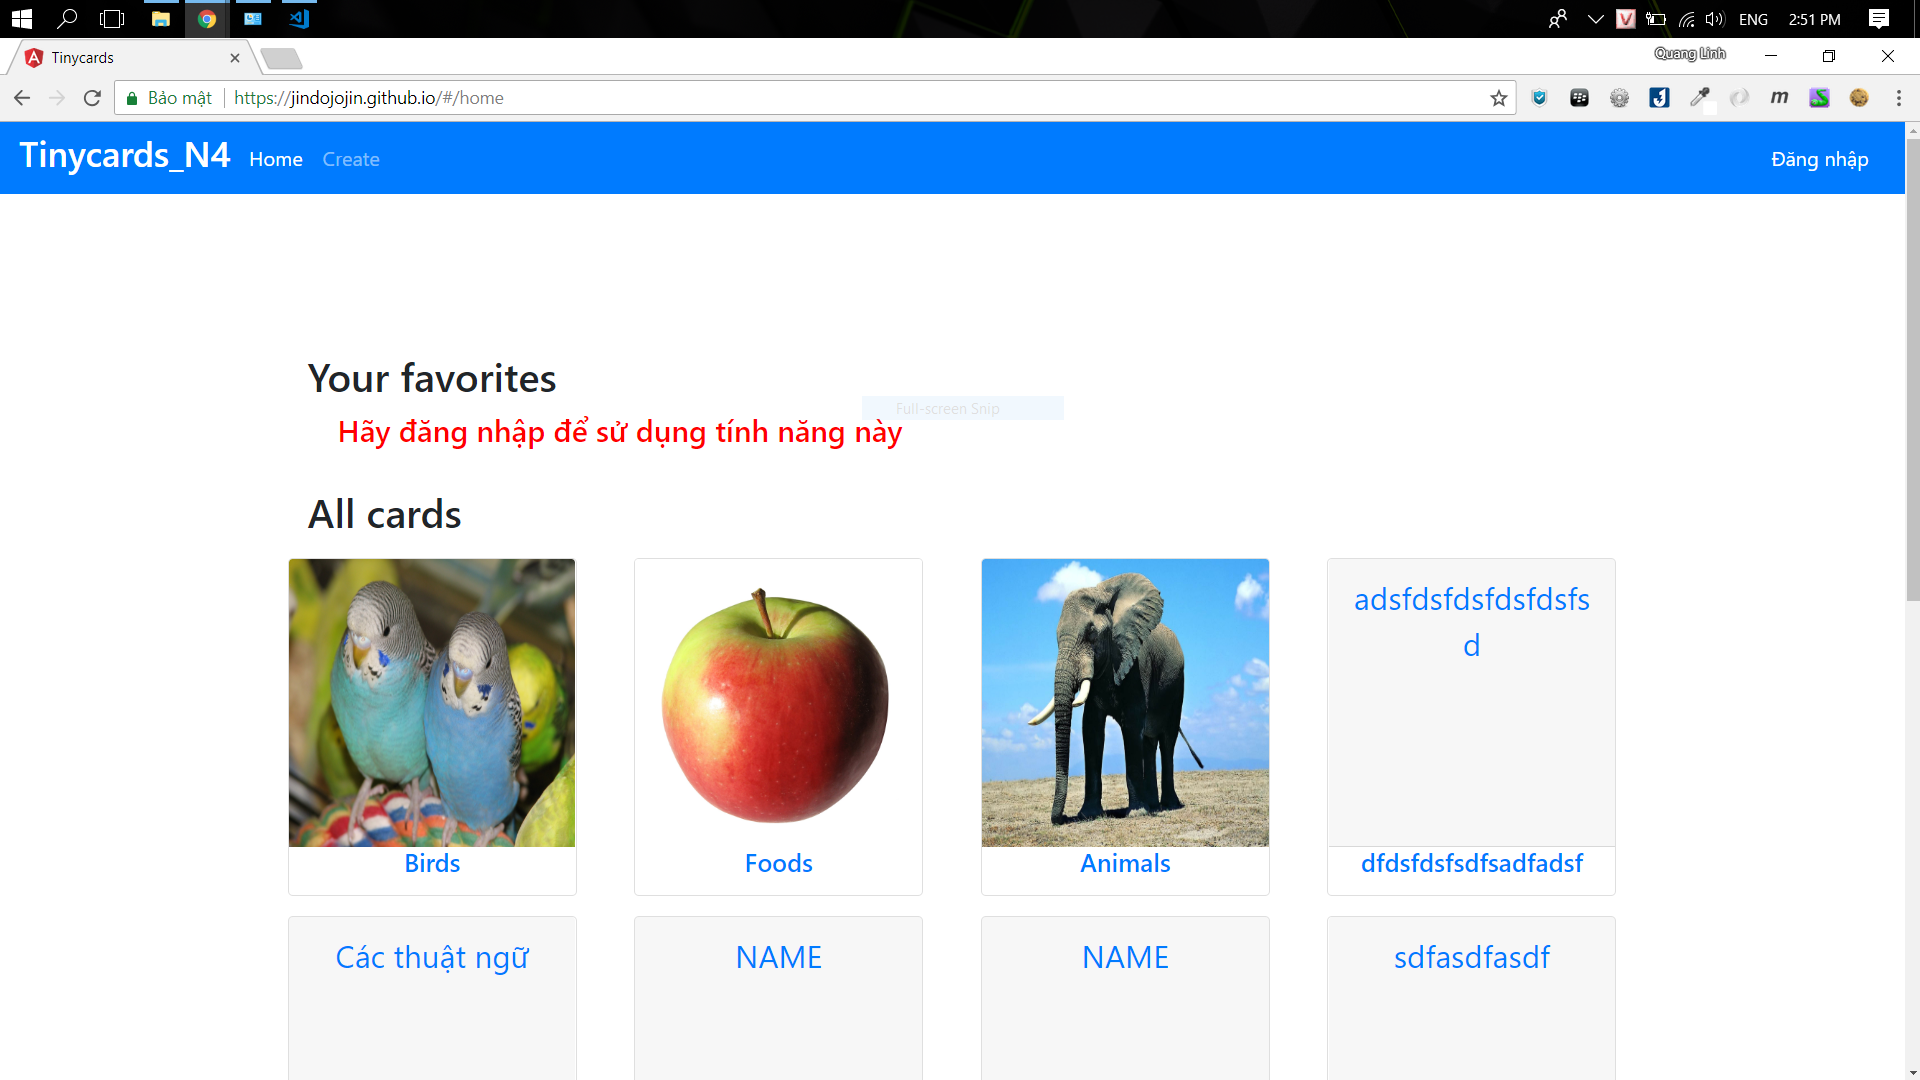 ENG
2:51 PM
Tinycards
Quang Linh
Bảo mật
https://jindojojin.github.io/#/home
Tinycards_N4 Home Create Đăng nhập
Your favorites
Full-screen Snip
Hãy đăng nhập để sử dụng tính năng này
All cards
adsfdsfdsfdsfdsfs
d
Birds
Foods
Animals
dfdsfdsfsdfsadfadsf
Các thuật ngữ
NAME
NAME
sdfasdfasdf